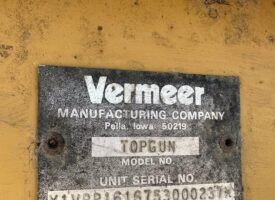 Vermeer
MANUFACTURING COMPANY
Pella, Iowa 50219
TOPGUN
MODEL NO.
UNIT SERIAL NO.